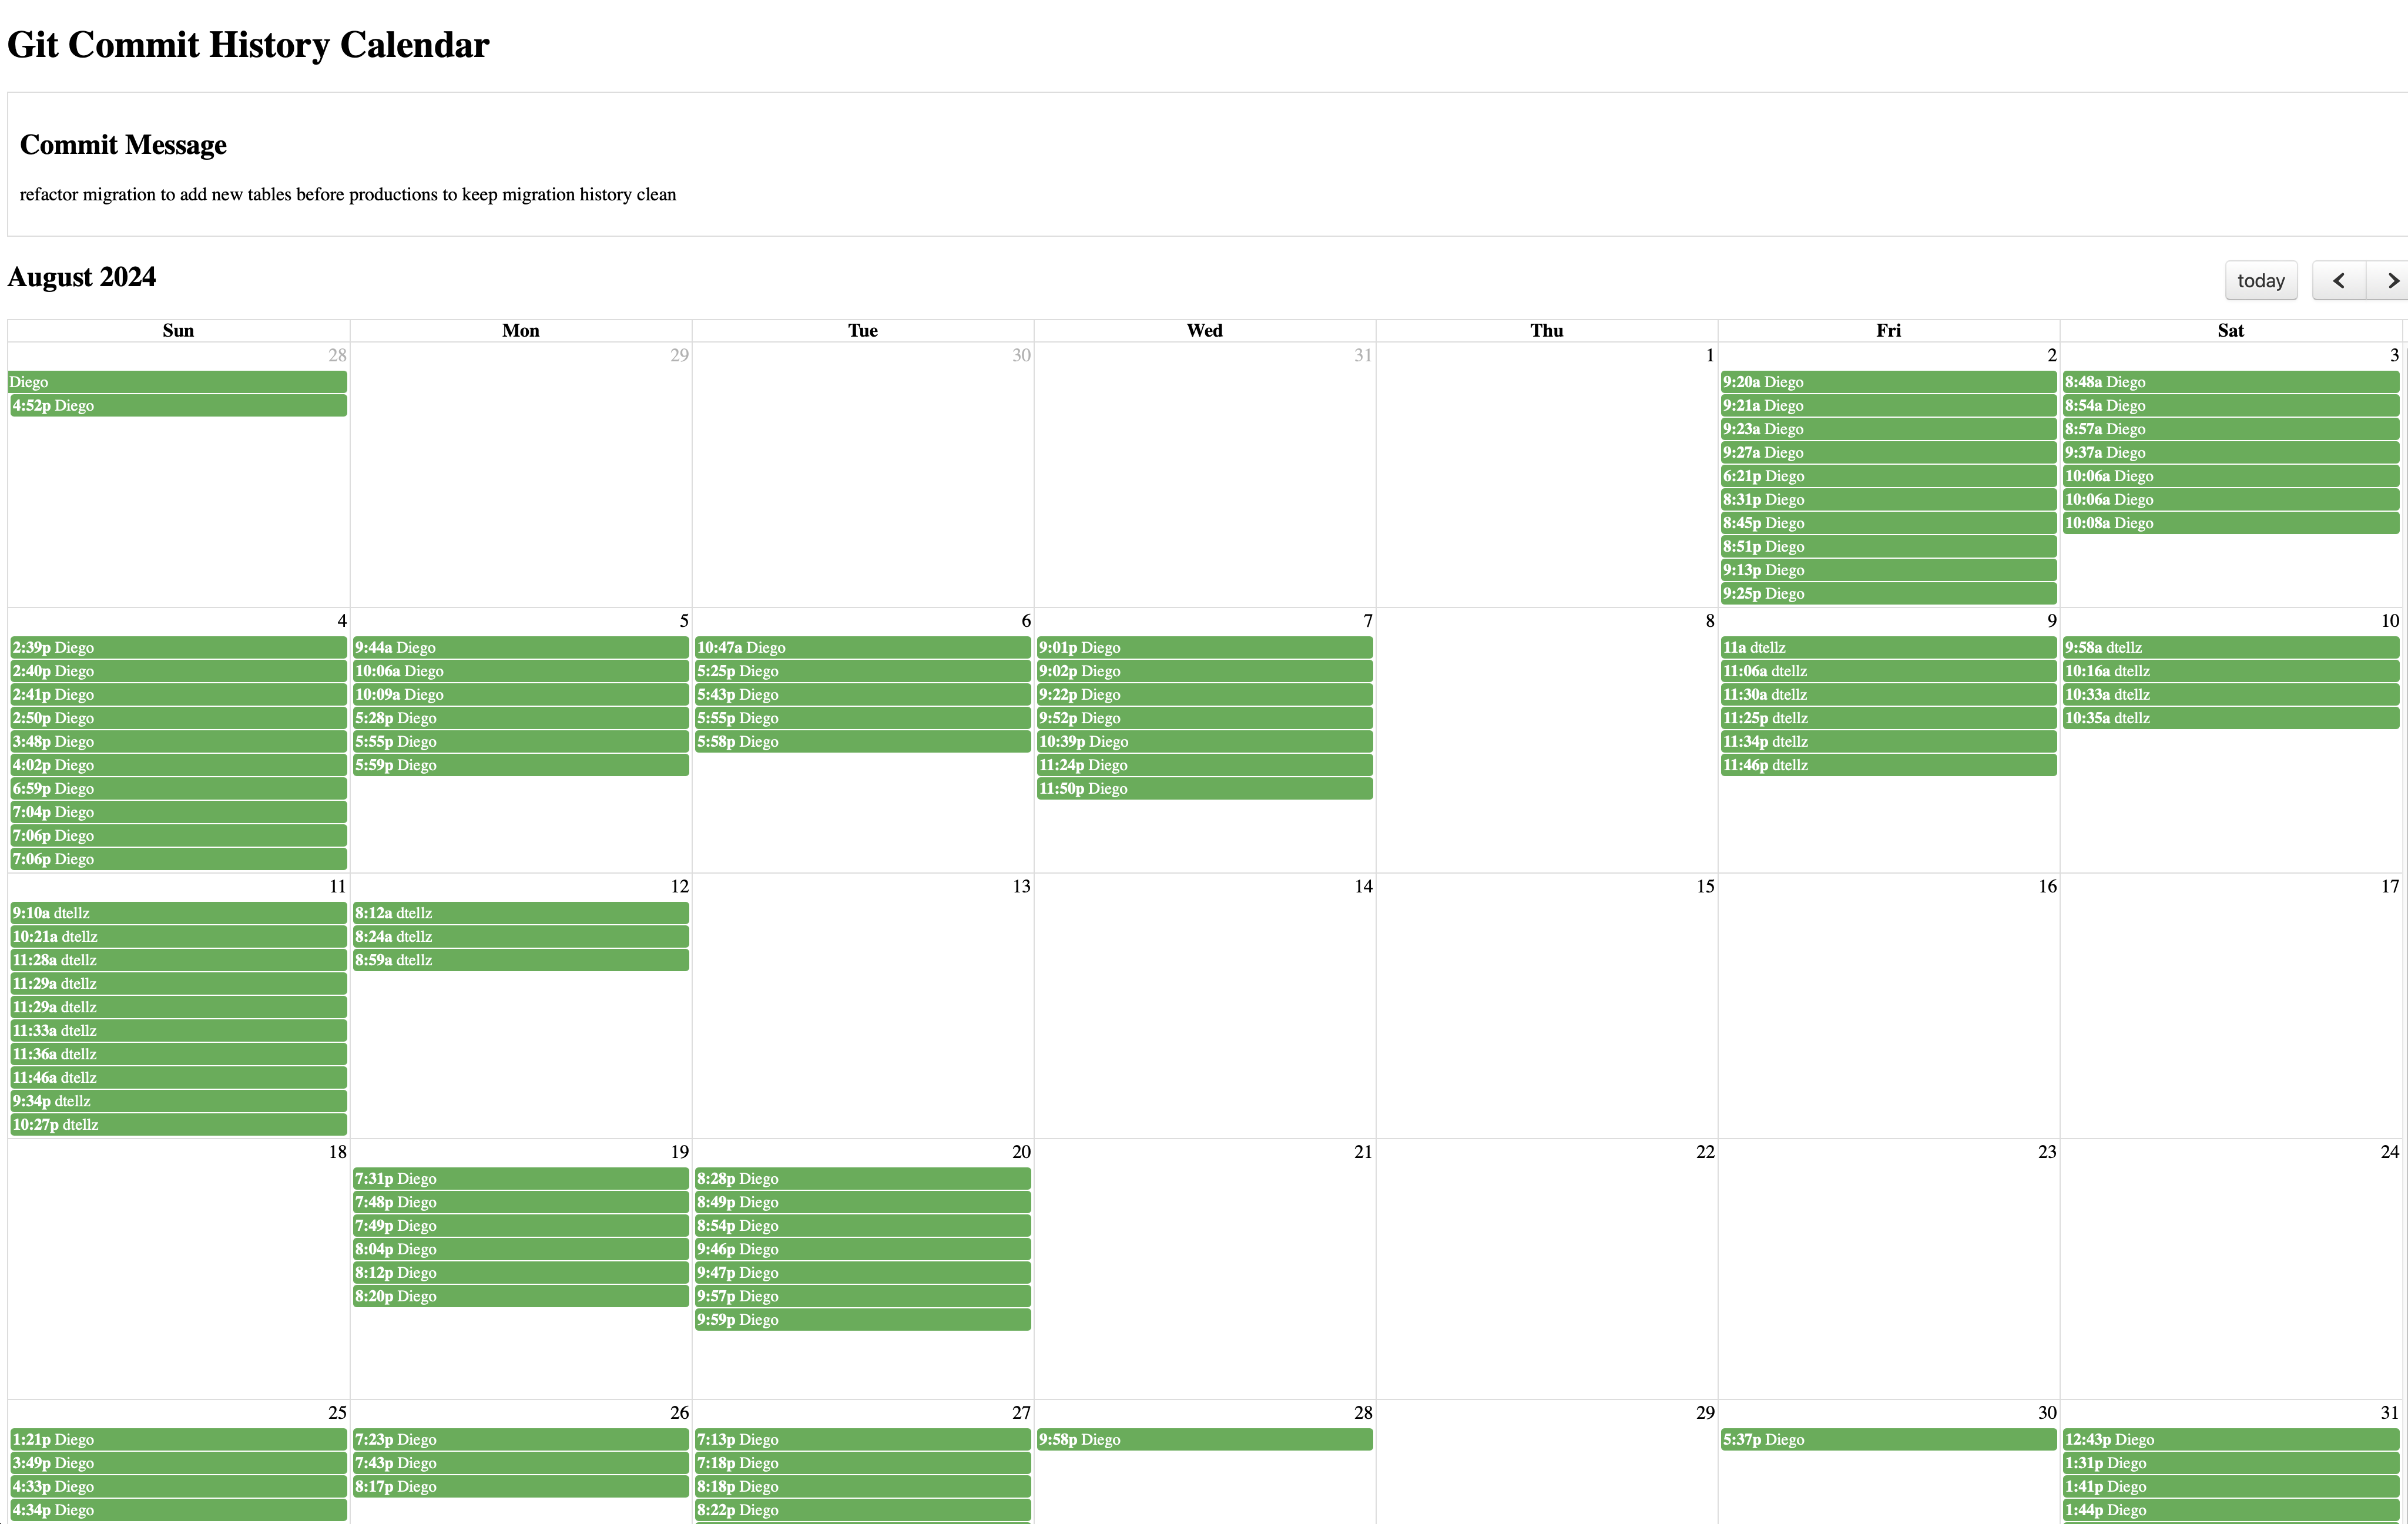 Git Commit History Calendar
Commit Message
refactor migration to add new tables before productions to keep migration history clean
August 2024
today
Sun Mon Tue Wed Thu Fri Sat
28 29 30 31 1 2 3
Diego
4:52p Diego
9:20a Diego
9:21a Diego
9:23a Diego
9:27a Diego
6:21p Diego
8:31p Diego
8:45p Diego
8:51p Diego
9:13p Diego
9:25p Diego
8:48a Diego
8:54a Diego
8:57a Diego
9:37a Diego
10:06a Diego
10:06a Diego
10:08a Diego
4 5 6 7 8 9 10
2:39p Diego
2:40p Diego
2:41p Diego
2:50p Diego
3:48p Diego
4:02p Diego
6:59p Diego
7:04p Diego
7:06p Diego
7:06p Diego
9:44a Diego
10:06a Diego
10:09a Diego
5:28p Diego
5:55p Diego
5:59p Diego
10:47a Diego
5:25p Diego
5:43p Diego
5:55p Diego
5:58p Diego
9:01p Diego
9:02p Diego
9:22p Diego
9:52p Diego
10:39p Diego
11:24p Diego
11:50p Diego
11a dtellz
11:06a dtellz
11:30a dtellz
11:25p dtellz
11:34p dtellz
11:46p dtellz
9:58a dtellz
10:16a dtellz
10:33a dtellz
10:35a dtellz
11 12 13 14 15 16 17
9:10a dtellz
10:21a dtellz
11:28a dtellz
11:29a dtellz
11:29a dtellz
11:33a dtellz
11:36a dtellz
11:46a dtellz
9:34p dtellz
10:27p dtellz
8:12a dtellz
8:24a dtellz
8:59a dtellz
18 19 20 21 22 23 24
7:31p Diego
7:48p Diego
7:49p Diego
8:04p Diego
8:12p Diego
8:20p Diego
8:28p Diego
8:49p Diego
8:54p Diego
9:46p Diego
9:47p Diego
9:57p Diego
9:59p Diego
25 26 27 28 29 30 31
1:21p Diego
3:49p Diego
4:33p Diego
4:34p Diego
7:23p Diego
7:43p Diego
8:17p Diego
7:13p Diego
7:18p Diego
8:18p Diego
8:22p Diego
9:58p Diego
5:37p Diego
12:43p Diego
1:31p Diego
1:41p Diego
1:44p Diego